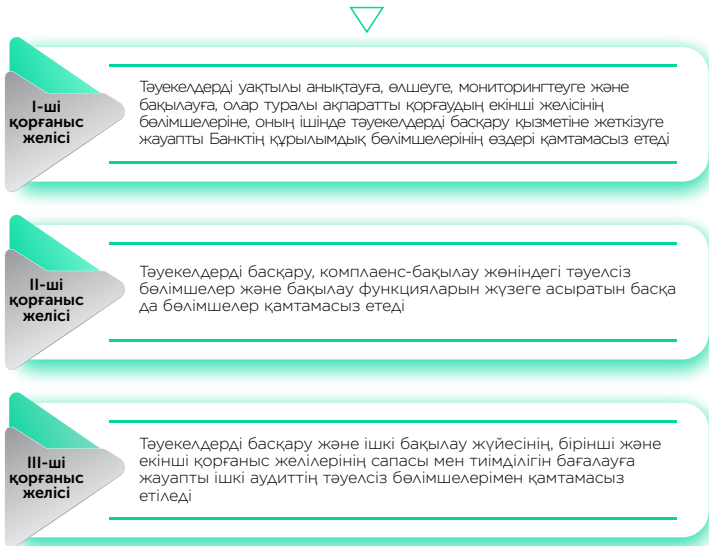 I-ші
қорғаныс
желісі
Тәуекелдерді уақтылы анықтауға, өлшеуге, мониторингтеуге және
бақылауға, олар туралы ақпаратты қорғаудың екінші желісінің
бөлімшелеріне, оның ішінде тәуекелдерді басқару қызметіне жеткізуге
жауапты Банктің құрылымдық бөлімшелерінің өздері қамтамасыз етеді
II-ші
қорғаныс
желісі
Тәуекелдерді басқару, комплаенс-бақылау жөніндегі тәуелсіз
бөлімшелер және бақылау функцияларын жүзеге асыратын басқа
да бөлімшелер қамтамасыз етеді
III-ші
қорғаныс
желісі
Тәуекелдерді басқару және ішкі бақылау жүйесінің, бірінші және
екінші қорғаныс желілерінің сапасы мен тиімділігін бағалауға
жауапты ішкі аудиттің тәуелсіз бөлімшелерімен қамтамасыз
етіледі